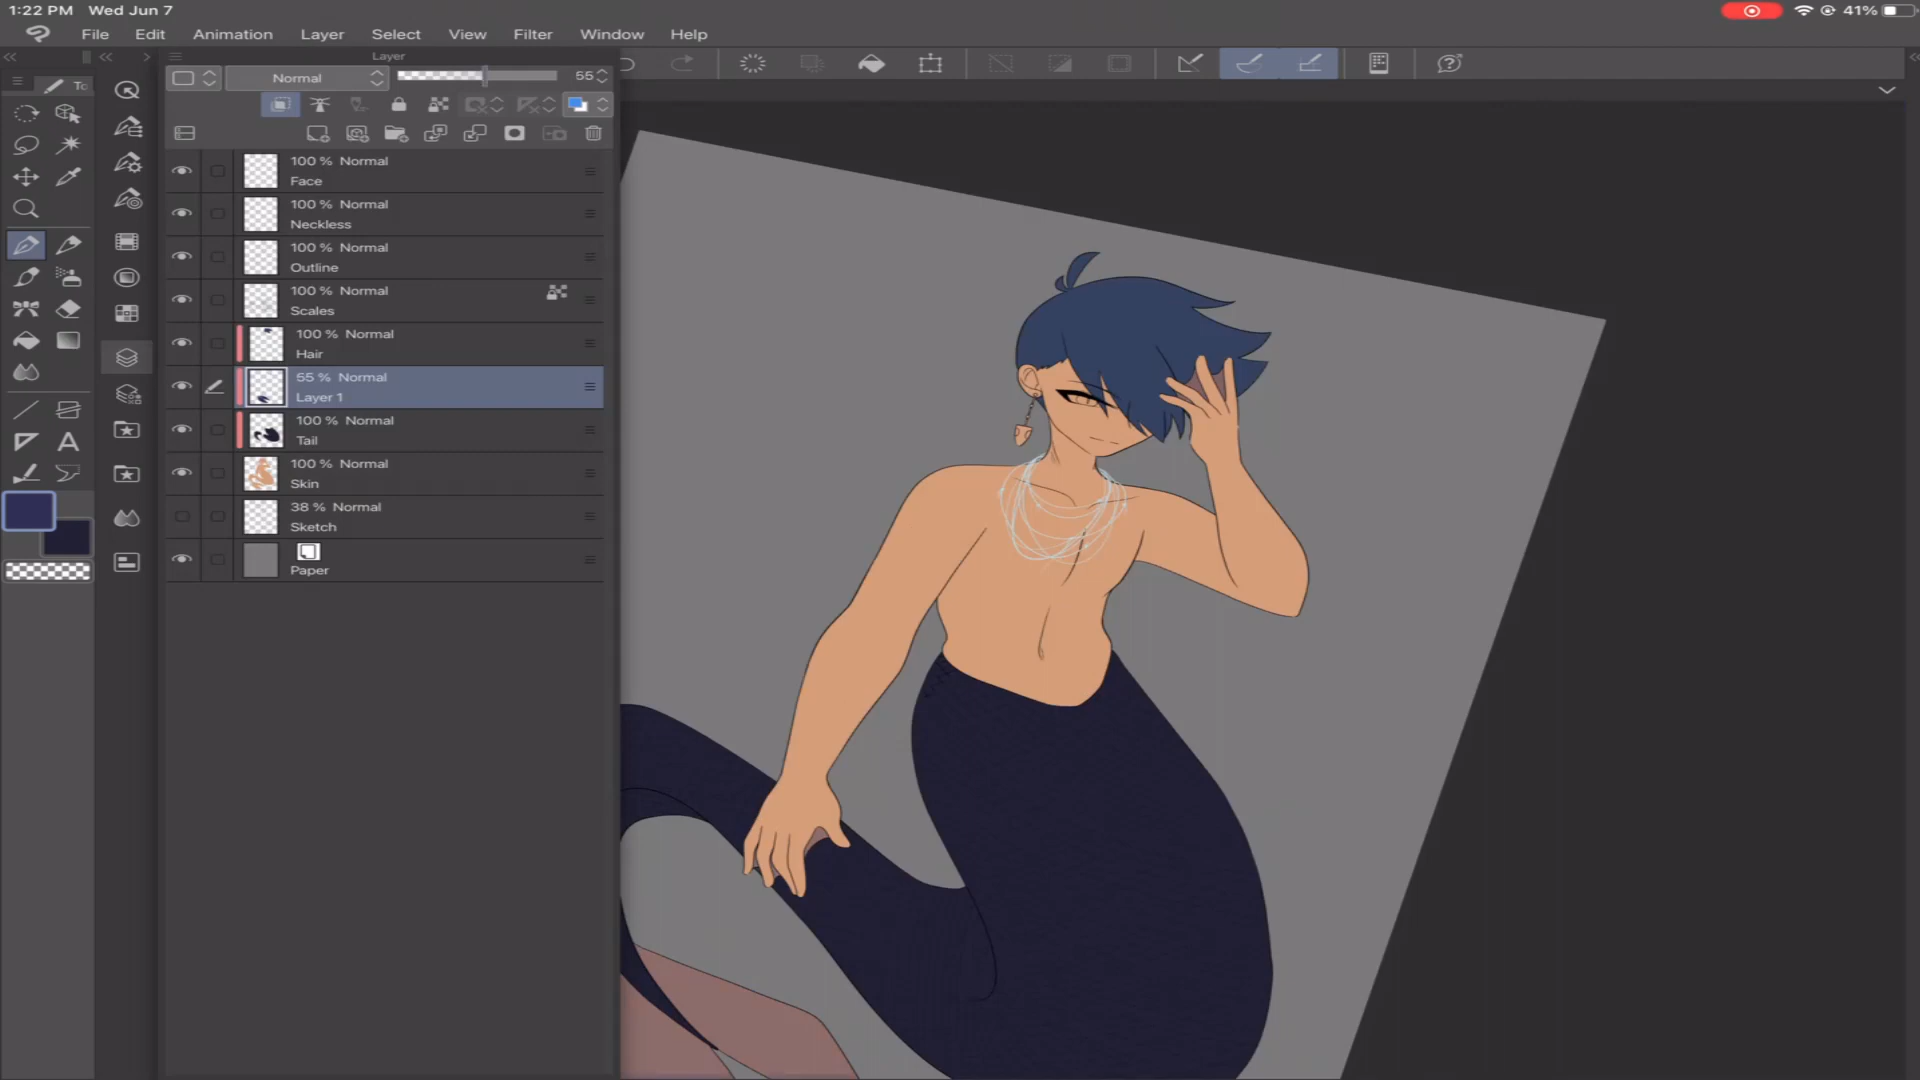 1:22 PM Wed Jun 7
41%
File Edit Animation Layer Select View Filter Window Help
Layer
To
Normal 55
100 % Normal
Face
100 % Normal
Neckless
100 % Normal
Outline
100 % Normal
Scales
100 % Normal
Hair
55 % Normal
Layer 1
100 % Normal
Tail
100 % Normal
Skin
38 % Normal
Sketch
Paper
A